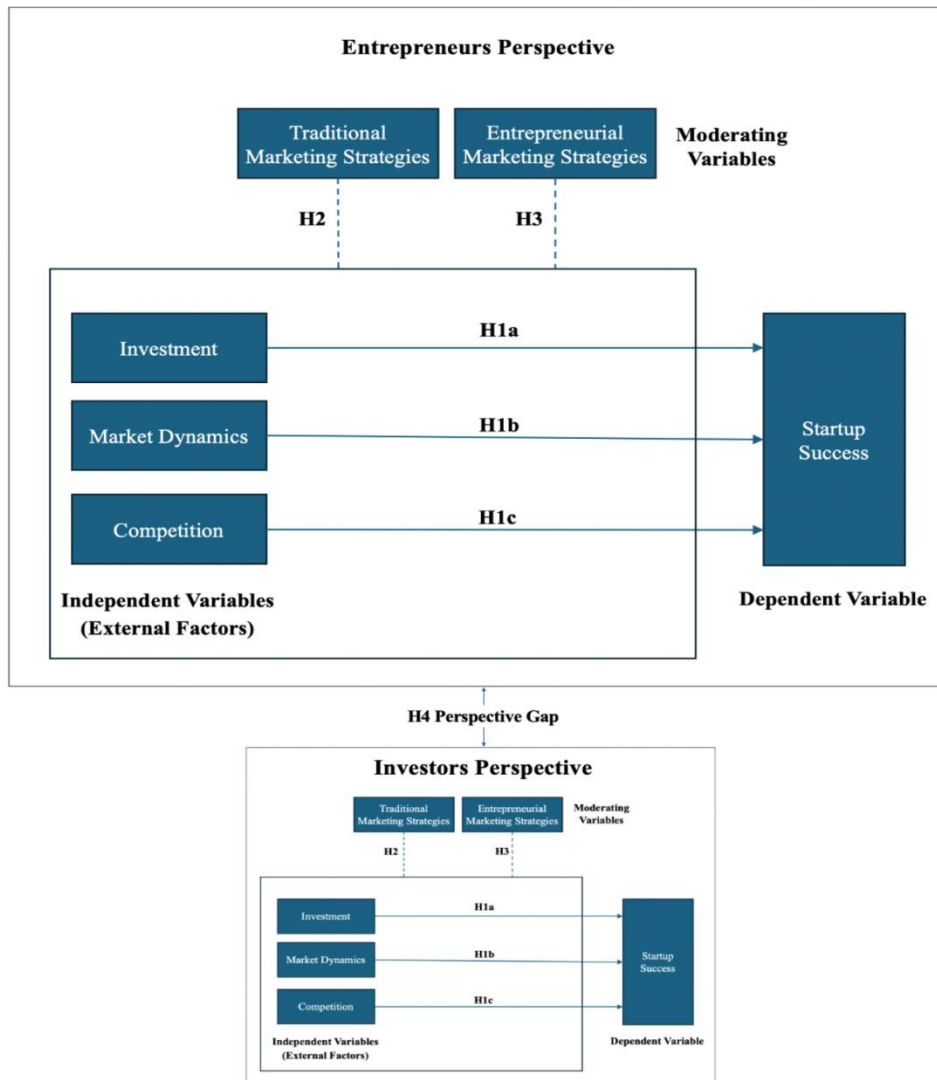 Entrepreneurs Perspective
Traditional
Marketing Strategies
Entrepreneurial
Marketing Strategies
Moderating
Variables
H2
H3
Investment
H1a
Market Dynamics
H1b
Startup
Success
Competition
H1c
Independent Variables
(External Factors)
Dependent Variable
H4 Perspective Gap
Investors Perspective
Traditional
Marketing Strategies
Entrepreneurial
Marketing Strategies
Moderating
Variables
H2
H3
Investment
H1a
Market Dynamics
H1b
Startup
Success
Competition
H1c
Independent Variables
(External Factors)
Dependent Variable